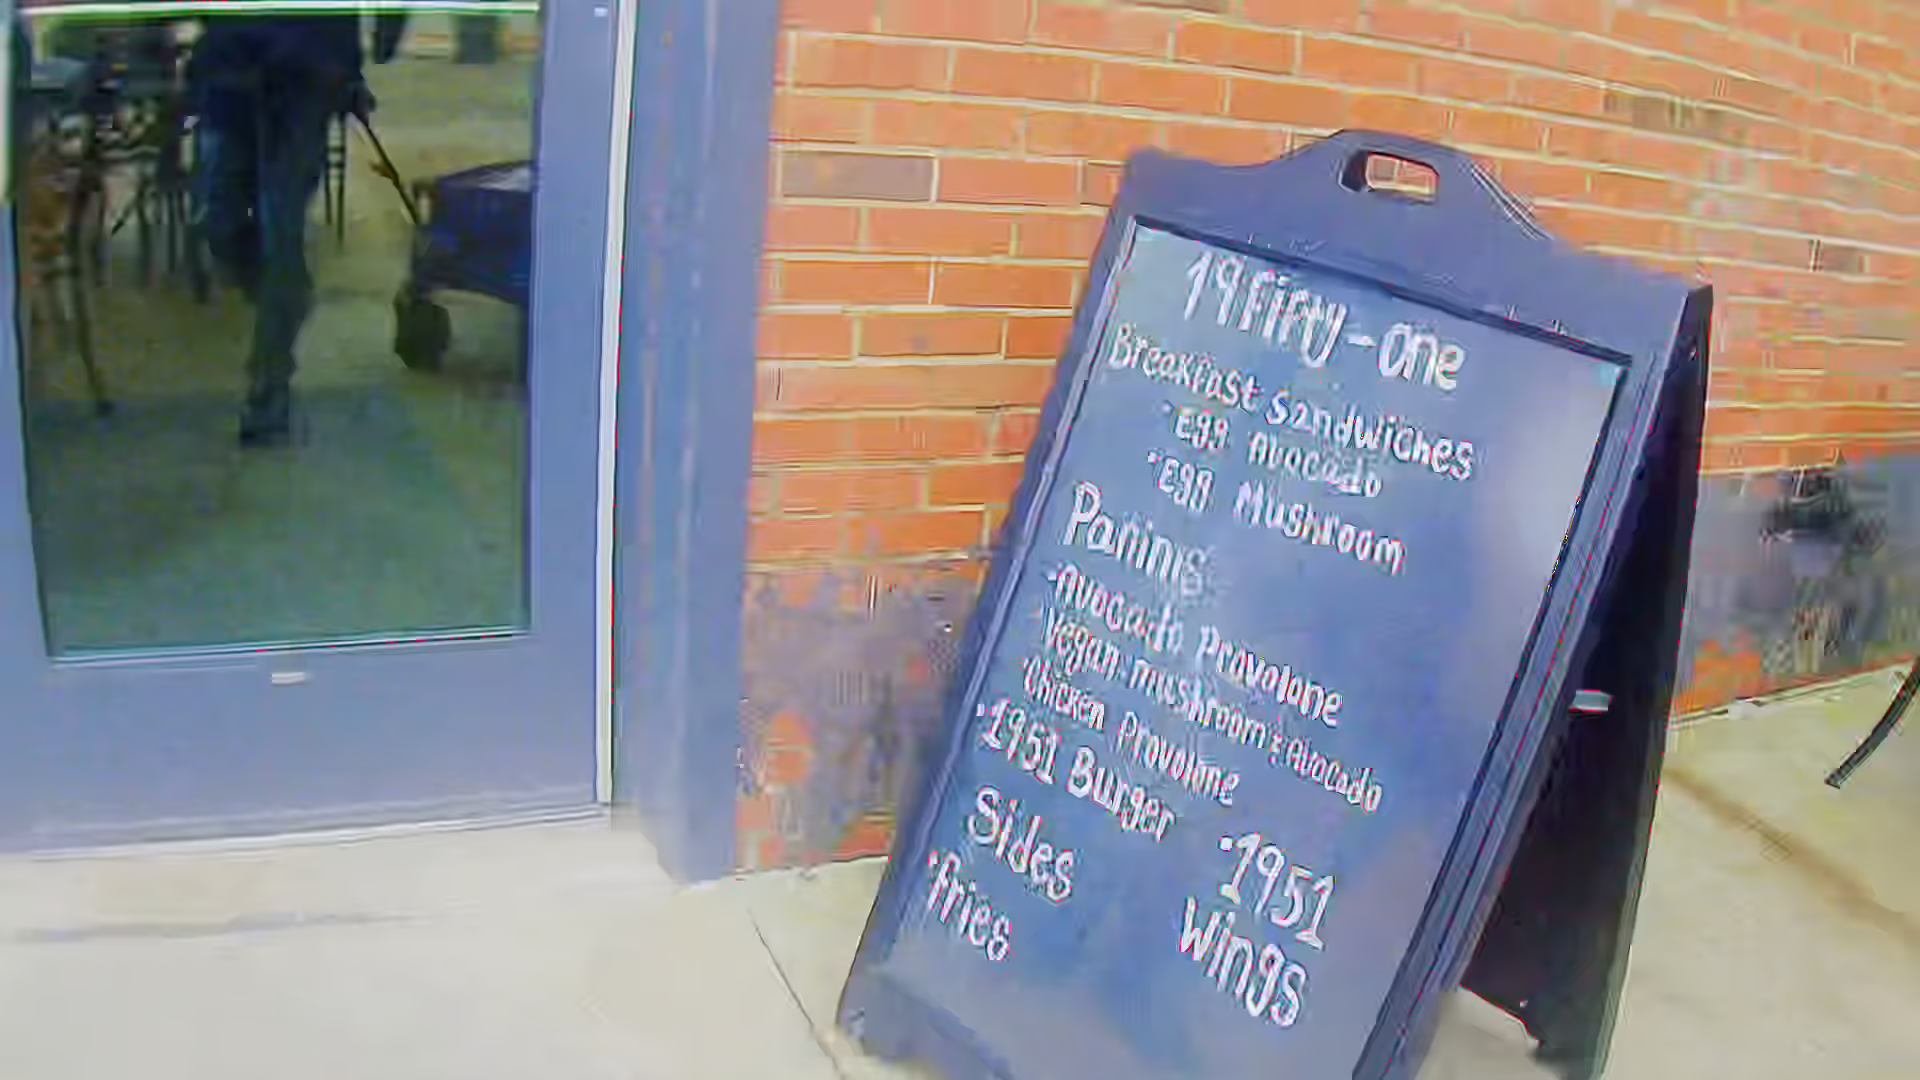 19fifty-one
Breakfast Sandwiches
·Egg Avocado
·Egg Mushroom
Paninis
·Avocado Provolone
·Vegan: mushroom & Avocado
·Chicken Provolone
·1951 Burger
Sides
·fries
·1951
Wings